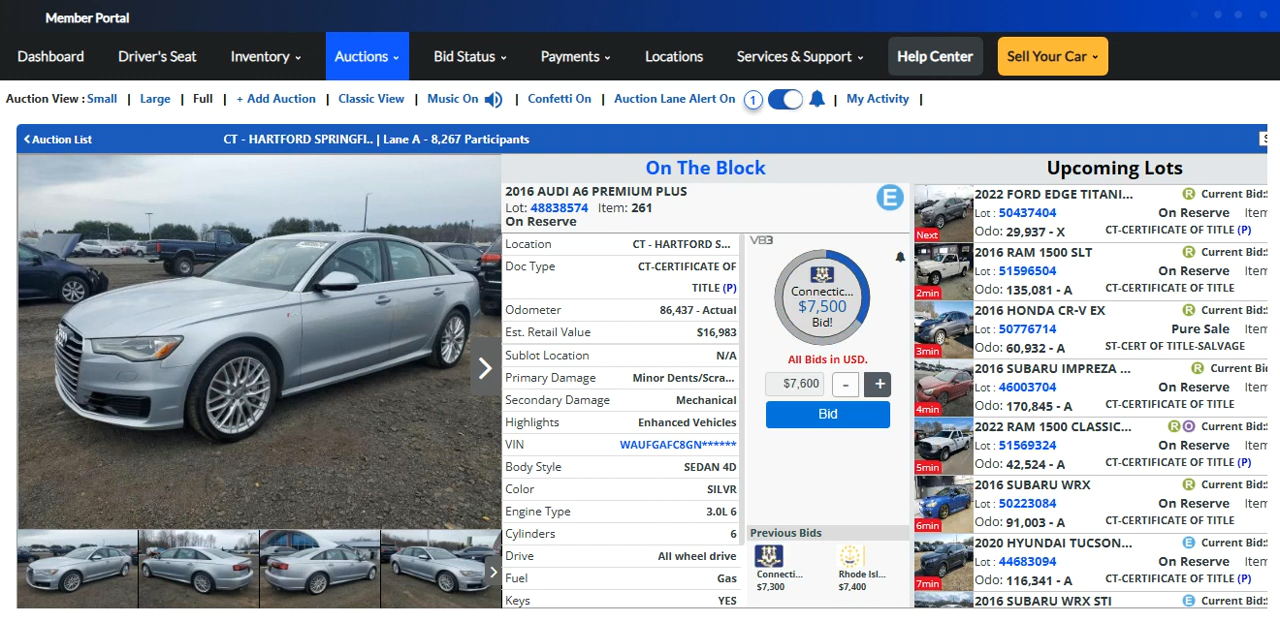 Member Portal
Dashboard Driver's Seat Inventory Auctions Bid Status Payments Locations Services & Support Help Center Sell Your Car
Auction View : Small | Large | Full | + Add Auction | Classic View | Music On | Confetti On | Auction Lane Alert On 1 | My Activity |
Auction List CT - HARTFORD SPRINGFI.. | Lane A - 8,267 Participants
On The Block
2016 AUDI A6 PREMIUM PLUS
E
Lot: 48838574 Item: 261
On Reserve
Location CT - HARTFORD S...
Doc Type CT-CERTIFICATE OF
TITLE (P)
Odometer 86,437 - Actual
Est. Retail Value $16,983
Sublot Location N/A
Primary Damage Minor Dents/Scra...
Secondary Damage Mechanical
Highlights Enhanced Vehicles
VIN WAUFGAFC8GN******
Body Style SEDAN 4D
Color SILVR
Engine Type 3.0L 6
Cylinders 6
Drive All wheel drive
Fuel Gas
Keys YES
VB3
Connectic...
$7,500
Bid!
All Bids in USD.
$7,600 - +
Bid
Previous Bids
Connecti...
$7,300
Rhode Isl...
$7,400
Upcoming Lots
2022 FORD EDGE TITANI... R Current Bid:
Lot : 50437404 On Reserve Item
Next Odo: 29,937 - X CT-CERTIFICATE OF TITLE (P)
2016 RAM 1500 SLT R Current Bid:
Lot : 51596504 On Reserve Item
2min Odo: 135,081 - A CT-CERTIFICATE OF TITLE
2016 HONDA CR-V EX R Current Bid:
Lot : 50776714 Pure Sale Item
3min Odo: 60,932 - A ST-CERT OF TITLE-SALVAGE
2016 SUBARU IMPREZA ... R Current Bi
Lot : 46003704 On Reserve Item
4min Odo: 170,845 - A CT-CERTIFICATE OF TITLE
2022 RAM 1500 CLASSIC... R O Current Bid:
Lot : 51569324 On Reserve Item
5min Odo: 42,524 - A CT-CERTIFICATE OF TITLE (P)
2016 SUBARU WRX R Current Bid:
Lot : 50223084 On Reserve Item
6min Odo: 91,003 - A CT-CERTIFICATE OF TITLE
2020 HYUNDAI TUCSON... E Current Bid:
Lot : 44683094 On Reserve Item
7min Odo: 116,341 - A CT-CERTIFICATE OF TITLE (P)
2016 SUBARU WRX STI E Current Bid: